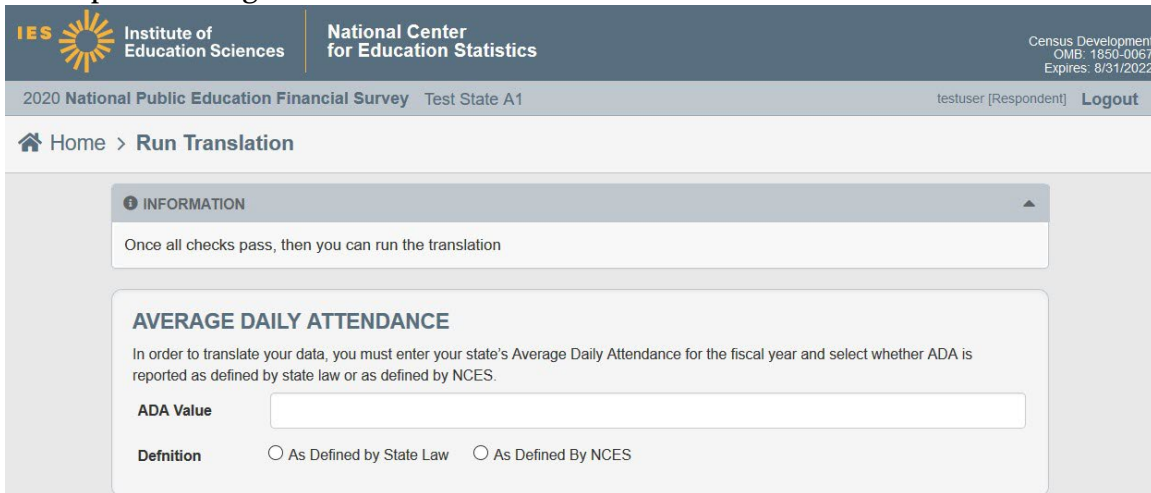 IES
Institute of
Education Sciences
National Center
for Education Statistics
Census Development
OMB: 1850-0067
Expires: 8/31/2022
2020 National Public Education Financial Survey Test State A1
testuser [Respondent] Logout
Home > Run Translation
INFORMATION
Once all checks pass, then you can run the translation
AVERAGE DAILY ATTENDANCE
In order to translate your data, you must enter your state's Average Daily Attendance for the fiscal year and select whether ADA is
reported as defined by state law or as defined by NCES.
ADA Value
Defnition As Defined by State Law As Defined By NCES